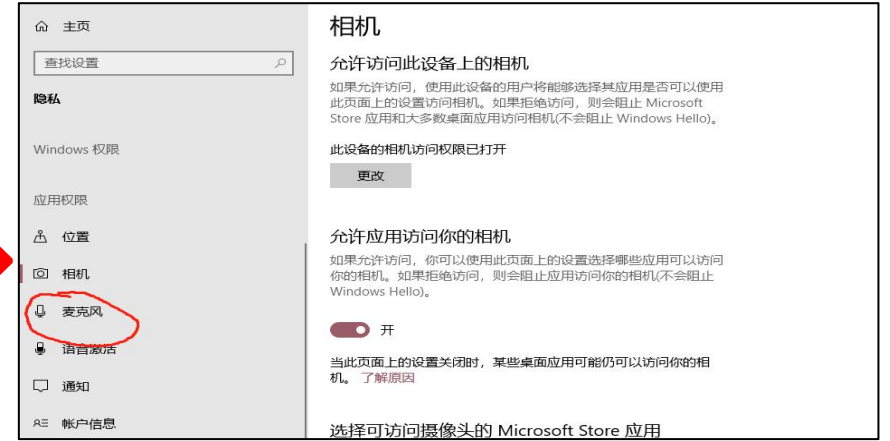 主页
查找设置
隐私
Windows 权限
应用权限
位置
相机
麦克风
语音激活
通知
帐户信息
相机
允许访问此设备上的相机
如果允许访问，使用此设备的用户将能够选择其应用是否可以使用
此页面上的设置访问相机。如果拒绝访问，则会阻止 Microsoft
Store 应用和大多数桌面应用访问相机(不会阻止 Windows Hello)。
此设备的相机访问权限已打开
更改
允许应用访问你的相机
如果允许访问，你可以使用此页面上的设置选择哪些应用可以访问
你的相机。如果拒绝访问，则会阻止应用访问你的相机(不会阻止
Windows Hello)。
开
当此页面上的设置关闭时，某些桌面应用可能仍可以访问你的相
机。 了解原因
选择可访问摄像头的 Microsoft Store 应用